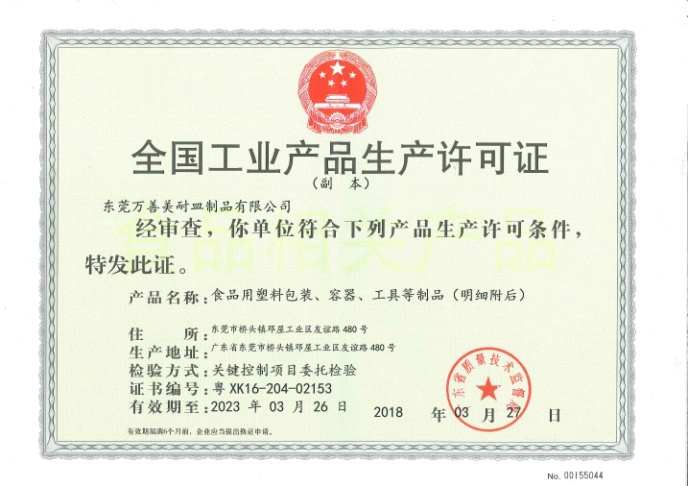 全国工业产品生产许可证
（副 本）
东莞万善美耐皿制品有限公司
经审查，你单位符合下列产品生产许可条件，
特发此证。
食品相关产品
产品名称：食品用塑料包装、容器、工具等制品（明细附后）
住 所：东莞市桥头镇邓屋工业区友谊路 480 号
生产地址：广东省东莞市桥头镇邓屋工业区友谊路 480 号
检验方式：关键控制项目委托检验
证书编号：粤 XK16-204-02153
有效期至：2023 年 03 月 26 日
2018 年 03 月 27 日
广东省质量技术监督局
有效期届满6个月前，企业应当提出换证申请。
No. 00155044